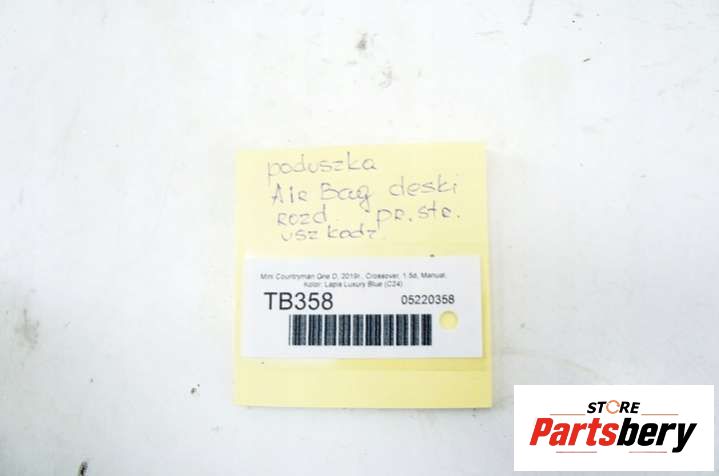 poduszka
Air Bag deski
rozd. pr. str.
uszkodz.
Mini Countryman One D, 2019r., Crossover, 1.5d, Manual,
Kolor: Lapis Luxury Blue (C24)
TB358 05220358
STORE
Partsbery